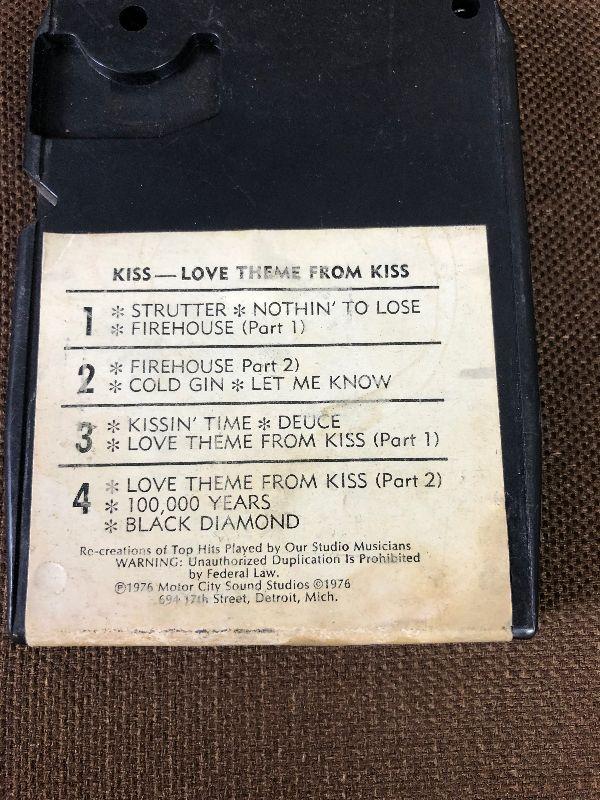 KISS — LOVE THEME FROM KISS
1 * STRUTTER * NOTHIN' TO LOSE
* FIREHOUSE (Part 1)
2 * FIREHOUSE Part 2)
* COLD GIN * LET ME KNOW
3 * KISSIN' TIME * DEUCE
* LOVE THEME FROM KISS (Part 1)
4 * LOVE THEME FROM KISS (Part 2)
* 100,000 YEARS
* BLACK DIAMOND
Re-creations of Top Hits Played by Our Studio Musicians
WARNING: Unauthorized Duplication Is Prohibited
by Federal Law.
℗1976 Motor City Sound Studios ©1976
694 17th Street, Detroit, Mich.